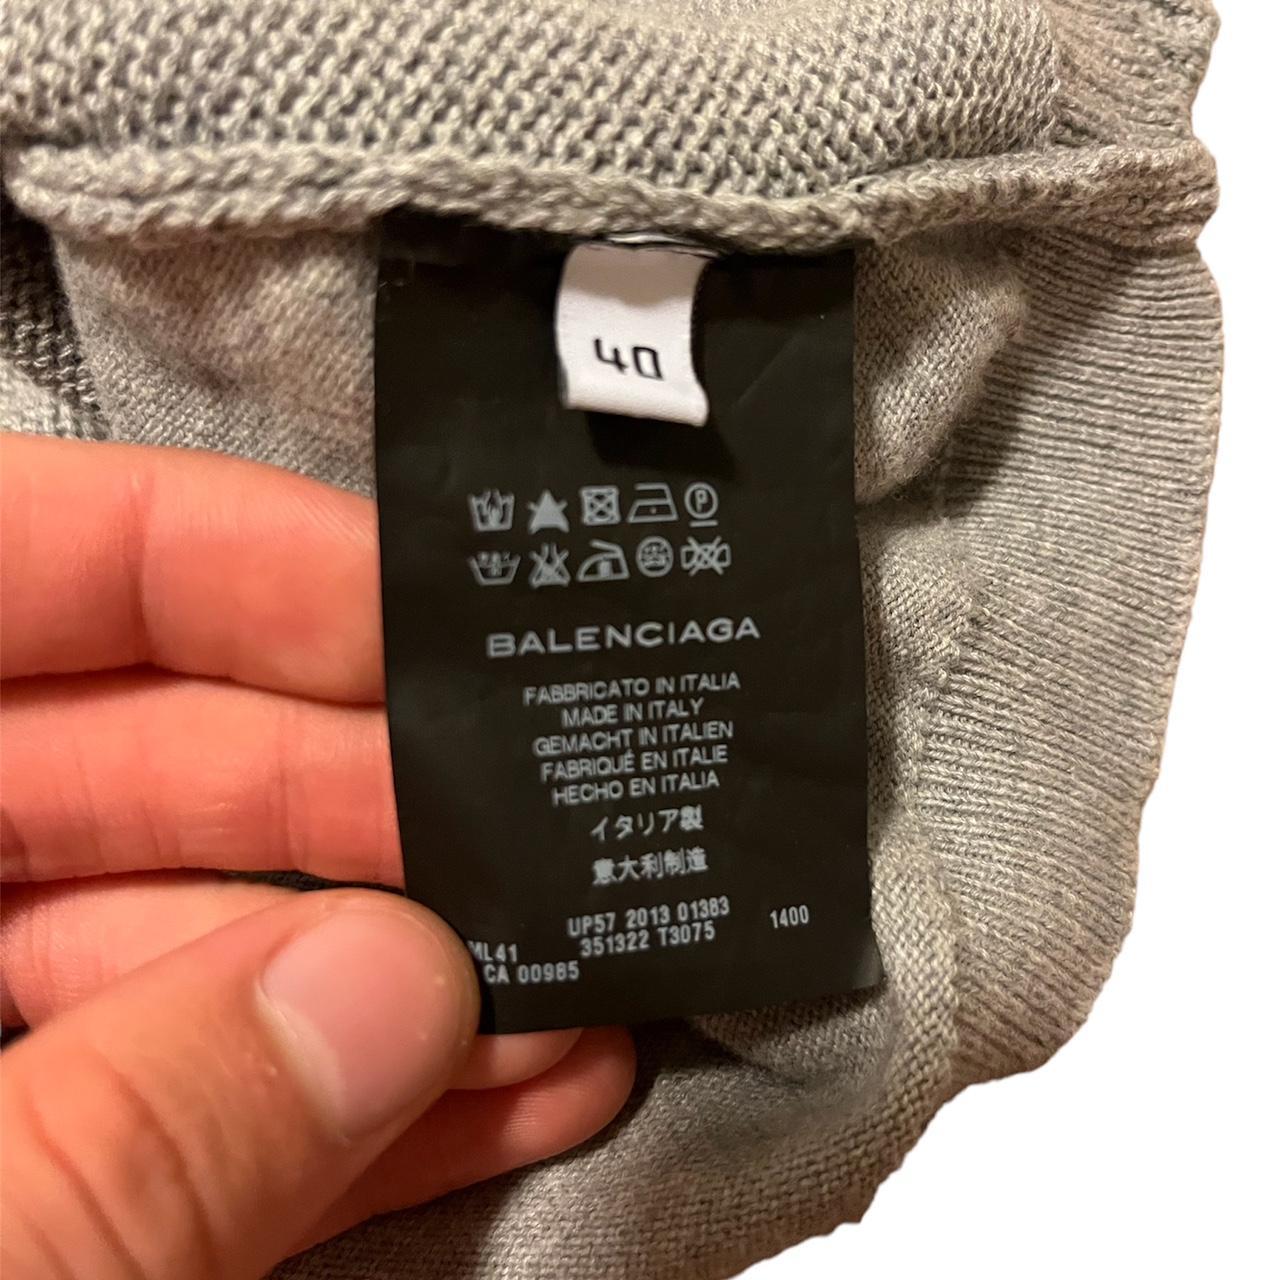 40
BALENCIAGA
FABBRICATO IN ITALIA
MADE IN ITALY
GEMACHT IN ITALIEN
FABRIQUÉ EN ITALIE
HECHO EN ITALIA
イタリア製
意大利制造
UP57 2013 01383 1400
ML41 351322 T3075
CA 00985